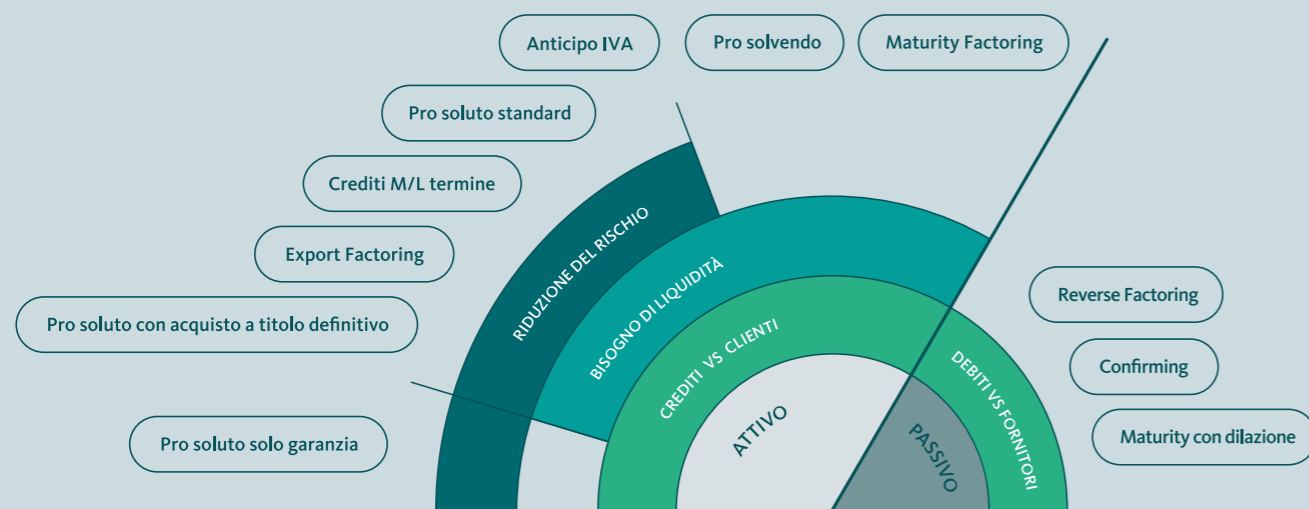 Anticipo IVA
Pro solvendo
Maturity Factoring
Pro soluto standard
Crediti M/L termine
Export Factoring
Pro soluto con acquisto a titolo definitivo
Pro soluto solo garanzia
RIDUZIONE DEL RISCHIO
BISOGNO DI LIQUIDITÀ
CREDITI VS CLIENTI
ATTIVO
PASSIVO
DEBITI VS FORNITORI
Reverse Factoring
Confirming
Maturity con dilazione